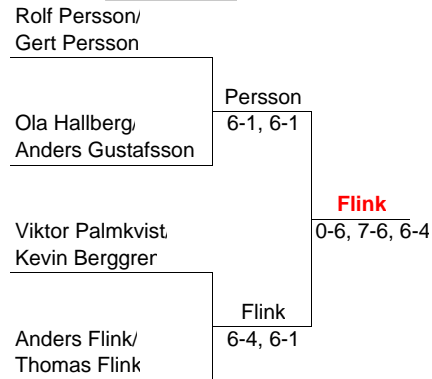 Rolf Persson/
Gert Persson
Persson
Ola Hallberg/
6-1, 6-1
Anders Gustafsson
Flink
Viktor Palmkvist/
0-6, 7-6, 6-4
Kevin Berggren
Flink
Anders Flink/
6-4, 6-1
Thomas Flink